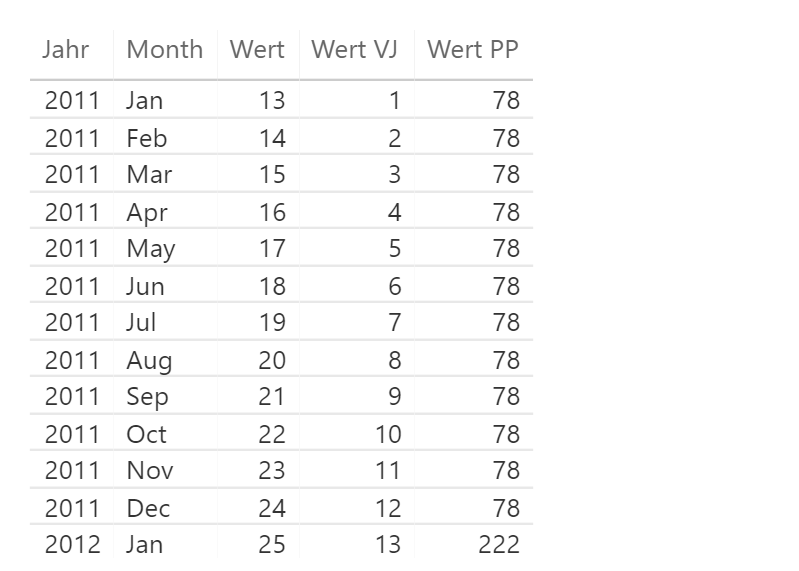 Jahr Month Wert Wert VJ Wert PP
2011 Jan 13 1 78
2011 Feb 14 2 78
2011 Mar 15 3 78
2011 Apr 16 4 78
2011 May 17 5 78
2011 Jun 18 6 78
2011 Jul 19 7 78
2011 Aug 20 8 78
2011 Sep 21 9 78
2011 Oct 22 10 78
2011 Nov 23 11 78
2011 Dec 24 12 78
2012 Jan 25 13 222